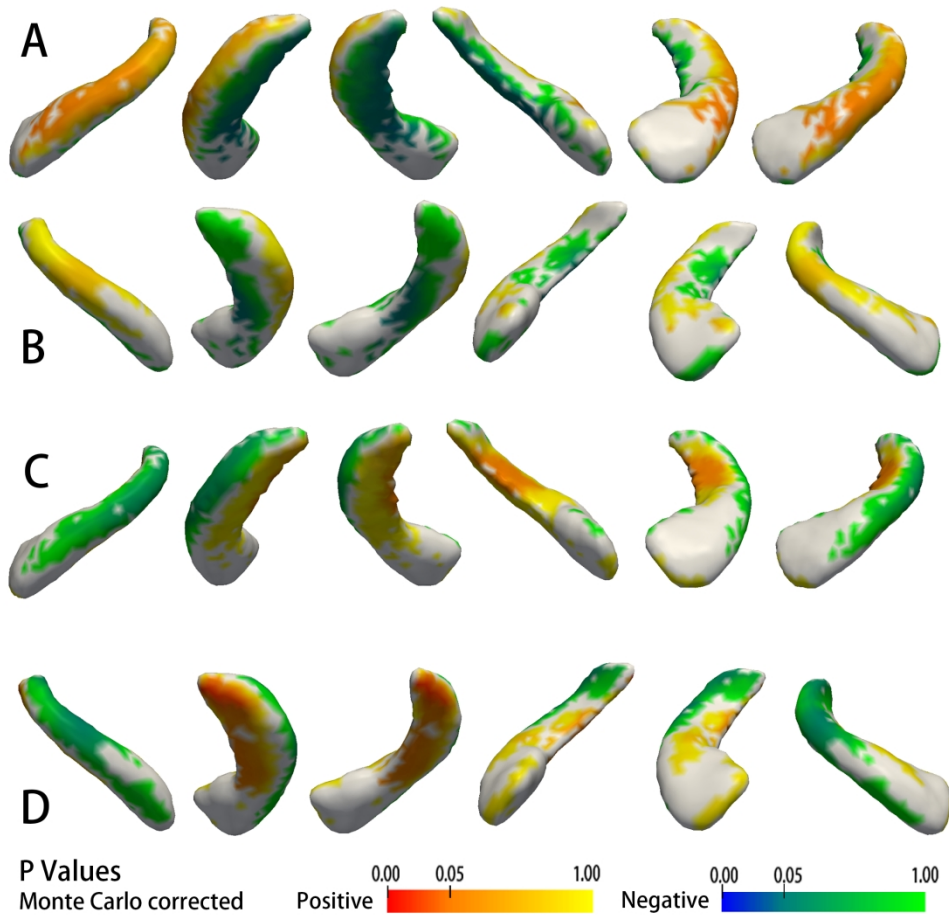 A
B
C
D
P Values
Monte Carlo corrected
Positive
0.00 0.05 1.00
Negative
0.00 0.05 1.00